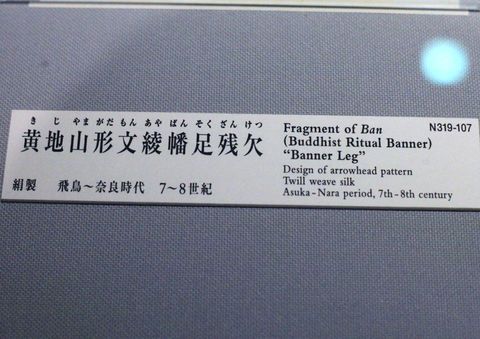 きじやまがだもんあやばんそくざんけつ
黄地山形文綾幡足残欠
絹製 飛鳥～奈良時代 7～8世紀
Fragment of Ban N319-107
(Buddhist Ritual Banner)
“Banner Leg”
Design of arrowhead pattern
Twill weave silk
Asuka-Nara period, 7th-8th century